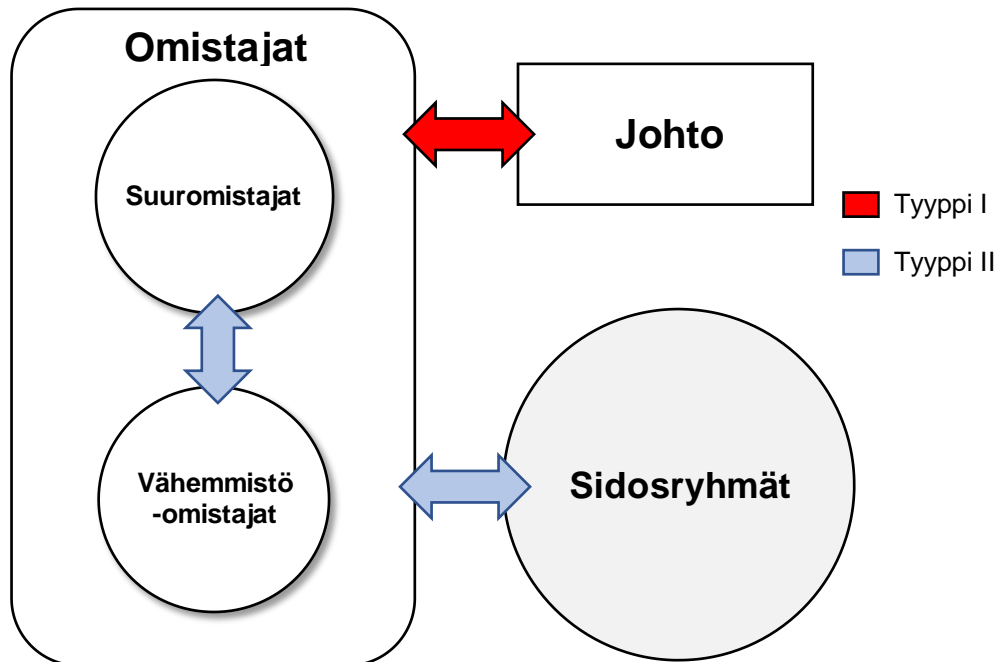 Omistajat
Suuromistajat
Vähemmistö
-omistajat
Johto
Tyyppi I
Tyyppi II
Sidosryhmät